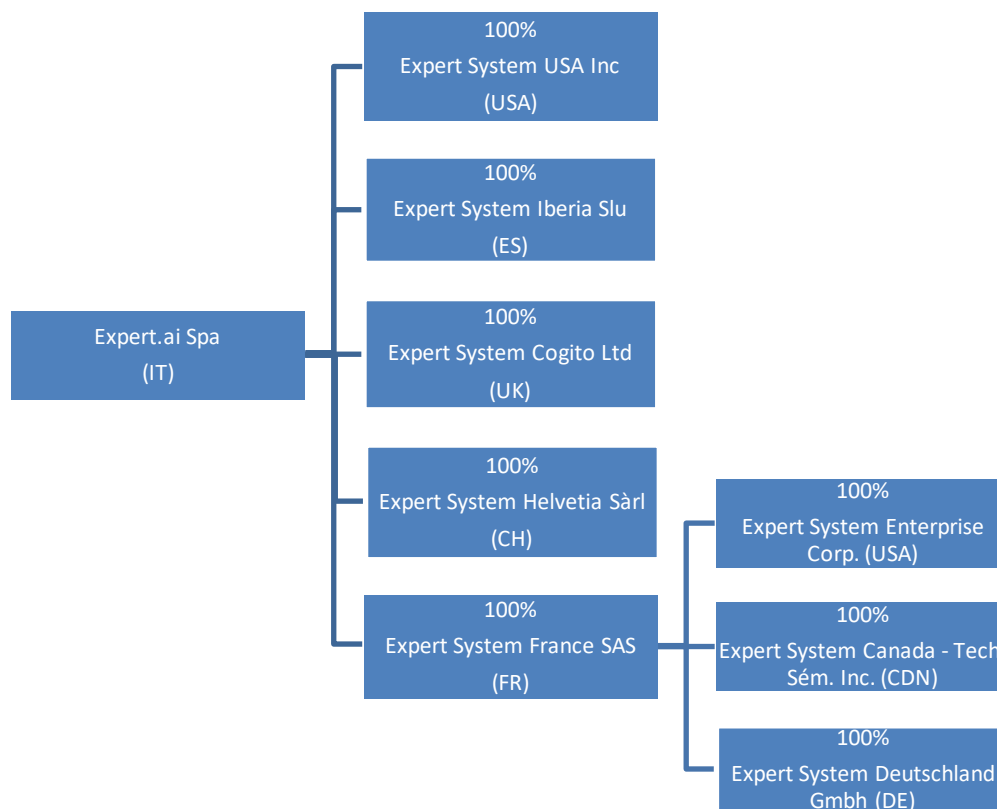 100%
Expert System USA Inc
(USA)
100%
Expert System Iberia Slu
(ES)
Expert.ai Spa
(IT)
100%
Expert System Cogito Ltd
(UK)
100%
Expert System Helvetia Sàrl
(CH)
100%
Expert System France SAS
(FR)
100%
Expert System Enterprise
Corp. (USA)
100%
Expert System Canada - Tech
Sém. Inc. (CDN)
100%
Expert System Deutschland
Gmbh (DE)